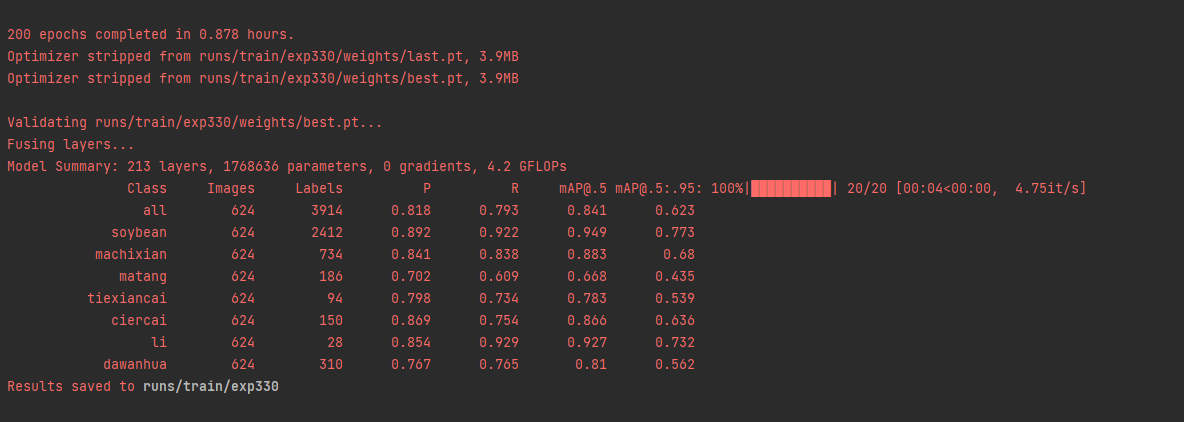 200 epochs completed in 0.878 hours.
Optimizer stripped from runs/train/exp330/weights/last.pt, 3.9MB
Optimizer stripped from runs/train/exp330/weights/best.pt, 3.9MB
Validating runs/train/exp330/weights/best.pt...
Fusing layers...
Model Summary: 213 layers, 1768636 parameters, 0 gradients, 4.2 GFLOPs
Class Images Labels P R mAP@.5 mAP@.5:.95: 100%|██████████| 20/20 [00:04<00:00, 4.75it/s]
all 624 3914 0.818 0.793 0.841 0.623
soybean 624 2412 0.892 0.922 0.949 0.773
machixian 624 734 0.841 0.838 0.883 0.68
matang 624 186 0.702 0.609 0.668 0.435
tiexiancai 624 94 0.798 0.734 0.783 0.539
ciercai 624 150 0.869 0.754 0.866 0.636
li 624 28 0.854 0.929 0.927 0.732
dawanhua 624 310 0.767 0.765 0.81 0.562
Results saved to runs/train/exp330